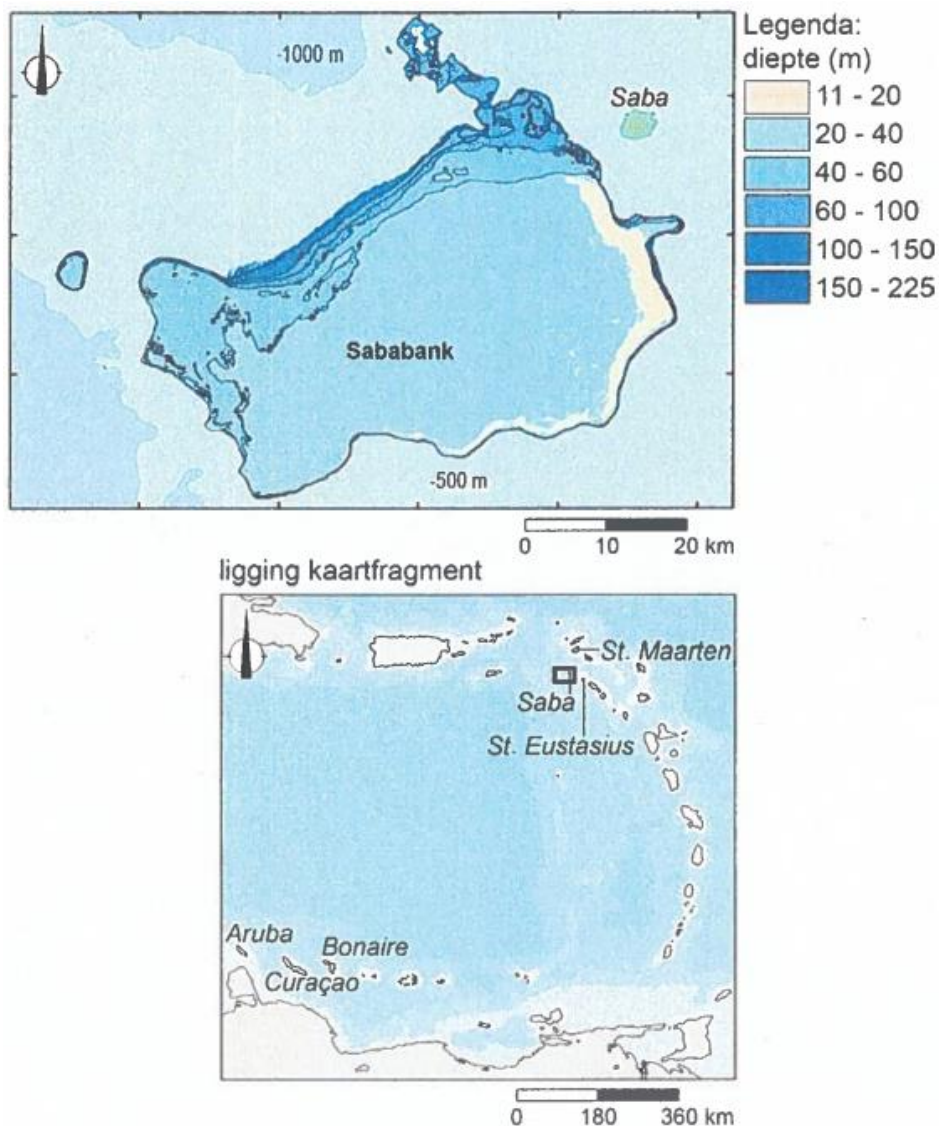 Legenda:
diepte (m)
11 - 20
20 - 40
40 - 60
60 - 100
100 - 150
150 - 225
-1000 m
Saba
Sababank
-500 m
0 10 20 km
ligging kaartfragment
St. Maarten
Saba
St. Eustasius
Aruba
Bonaire
Curaçao
0 180 360 km